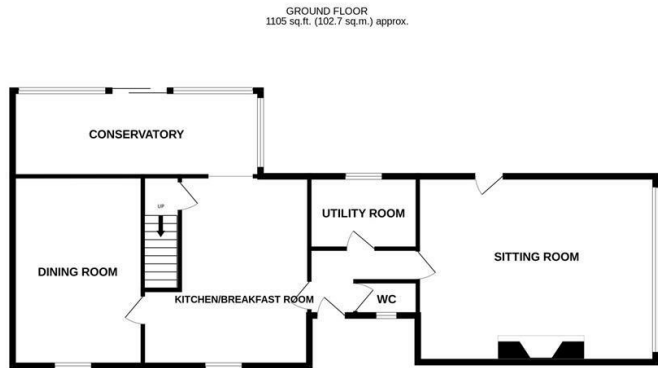 GROUND FLOOR
1105 sq.ft. (102.7 sq.m.) approx.
CONSERVATORY
UP
UTILITY ROOM
SITTING ROOM
DINING ROOM
KITCHEN/BREAKFAST ROOM
WC